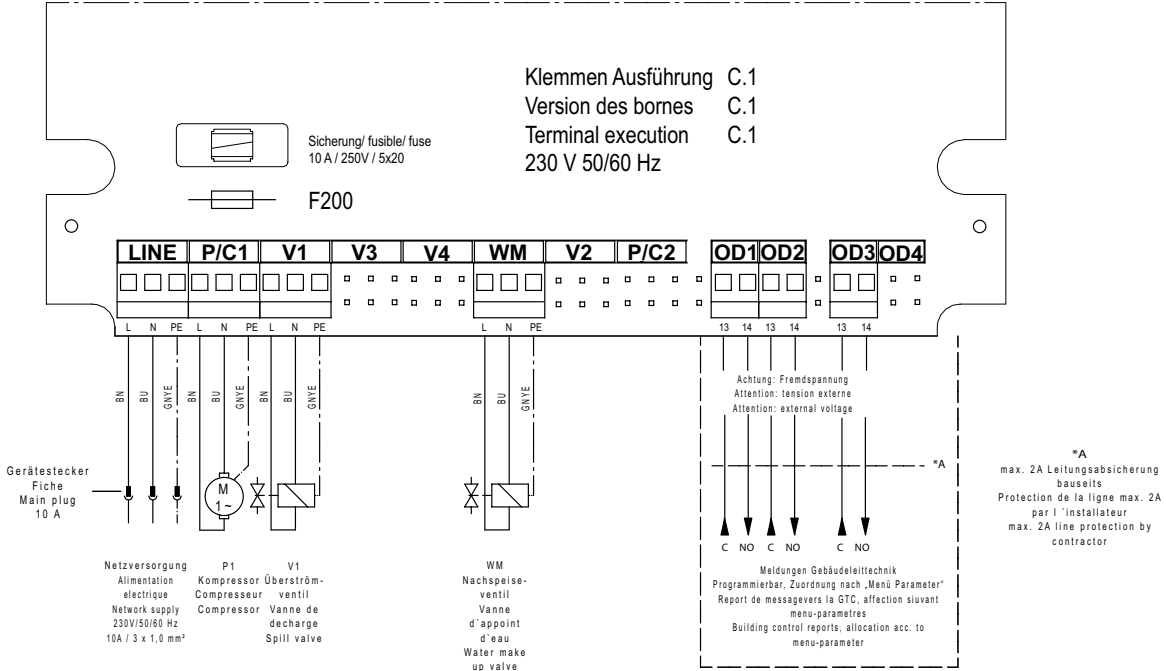 Klemmen Ausführung C.1
Version des bornes C.1
Terminal execution C.1
230 V 50/60 Hz
Sicherung/ fusible/ fuse
10 A / 250V / 5x20
F200
LINE P/C1 V1 V3 V4 WM V2 P/C2 OD1 OD2 OD3 OD4
L N PE L N PE L N PE L N PE 13 14 13 14 13 14
BN BU GNYE BN BU GNYE BN BU GNYE BN BU GNYE
Achtung: Fremdspannung
Attention: tension externe
Attention: external voltage
*A
Gerätestecker
Fiche
Main plug
10 A
M
1~
C NO C NO C NO
*A
max. 2A Leitungsabsicherung
bauseits
Protection de la ligne max. 2A
par l ´installateur
max. 2A line protection by
contractor
Netzversorgung
Alimentation
electrique
Network supply
230V/50/60 Hz
10A / 3 x 1,0 mm²
P1
Kompressor
Compresseur
Compressor
V1
Überström-
ventil
Vanne de
decharge
Spill valve
WM
Nachspeise-
ventil
Vanne
d`appoint
d`eau
Water make
up valve
Meldungen Gebäudeleittechnik
Programmierbar, Zuordnung nach „Menü Parameter“
Report de messagevers la GTC, affection siuvant
menu-parametres
Building control reports, allocation acc. to
menu-parameter